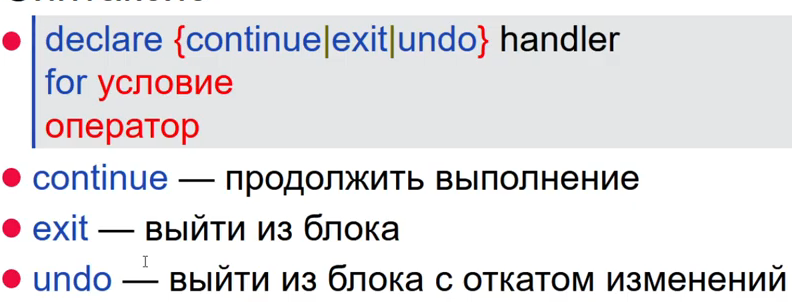 declare {continue|exit|undo} handler
for условие
оператор
continue — продолжить выполнение
exit — выйти из блока
undo — выйти из блока с откатом изменений